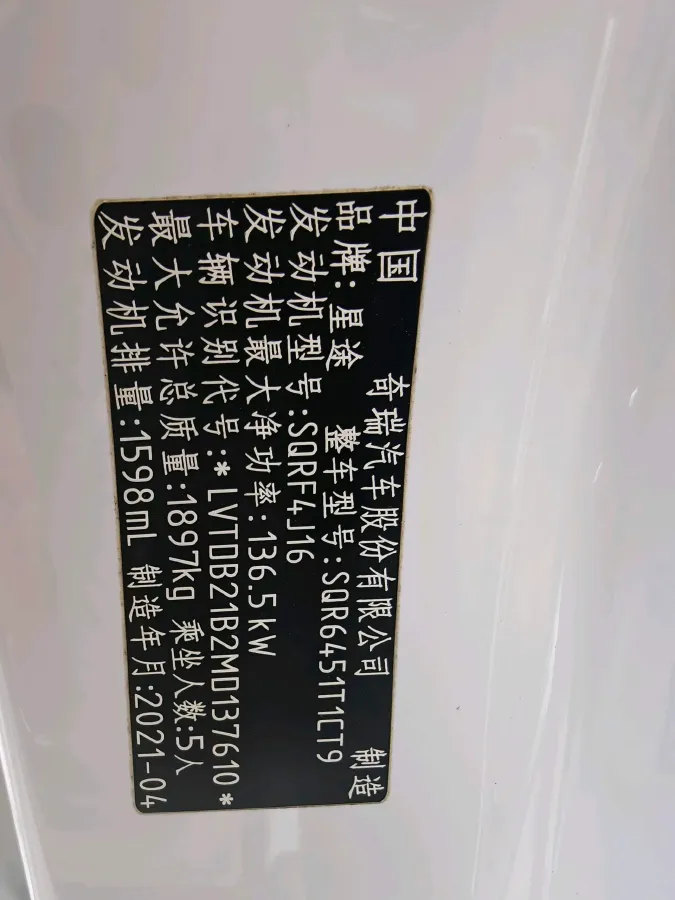 中国 奇瑞汽车股份有限公司 制造
品牌:星途 整车型号:SQR6451T1CT9
发动机型号:SQRF4J16
发动机最大净功率:136.5kW
车辆识别代号:*LVTDB21B2MD137610*
最大允许总质量:1897kg 乘坐人数:5人
发动机排量:1598mL 制造年月:2021-04